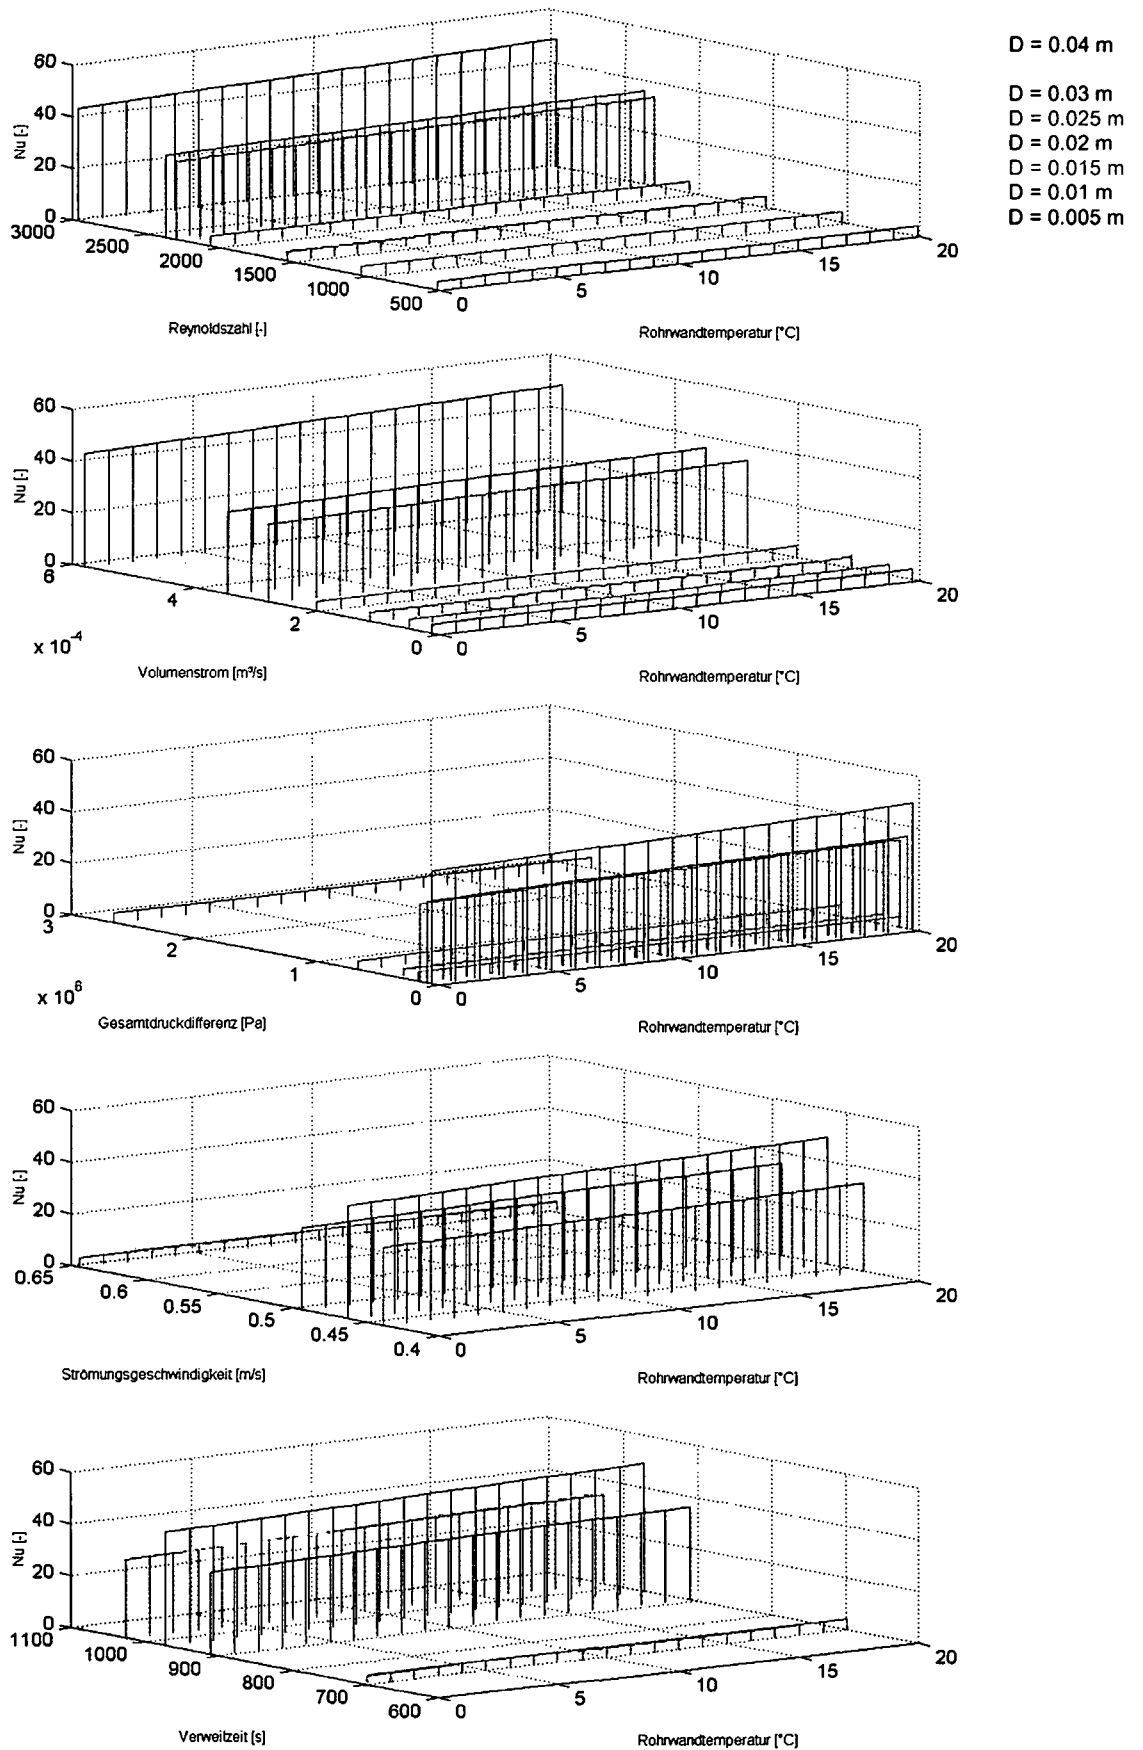 D = 0.04 m
D = 0.03 m
D = 0.025 m
D = 0.02 m
D = 0.015 m
D = 0.01 m
D = 0.005 m
60
40
20
0
Nu [-]
3000
2500
2000
1500
1000
500
0
5
10
15
20
Reynoldszahl [-]
Rohrwandtemperatur [°C]
60
40
20
0
Nu [-]
6
4
2
0
x 10-4
0
5
10
15
20
Volumenstrom [m³/s]
Rohrwandtemperatur [°C]
60
40
20
0
Nu [-]
3
2
1
0
x 106
0
5
10
15
20
Gesamtdruckdifferenz [Pa]
Rohrwandtemperatur [°C]
60
40
20
0
Nu [-]
0.65
0.6
0.55
0.5
0.45
0.4
0
5
10
15
20
Strömungsgeschwindigkeit [m/s]
Rohrwandtemperatur [°C]
60
40
20
0
Nu [-]
1100
1000
900
800
700
600
0
5
10
15
20
Verweilzeit [s]
Rohrwandtemperatur [°C]